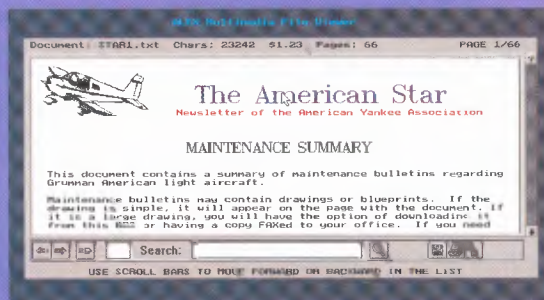 Multimedia File Viewer
Document: STAR1.txt Chars: 23242 $1.23 Pages: 66 PAGE 1/66
The American Star
Newsletter of the American Yankee Association
MAINTENANCE SUMMARY
This document contains a summary of maintenance bulletins regarding
Grumman American light aircraft.
Maintenance bulletins may contain drawings or blueprints. If the
drawing is simple, it will appear on the page with the document. If
it is a large drawing, you will have the option of downloading it
from this BBS or having a copy FAXed to your office. If you need
Search:
USE SCROLL BARS TO MOVE FORWARD OR BACKWARD IN THE LIST